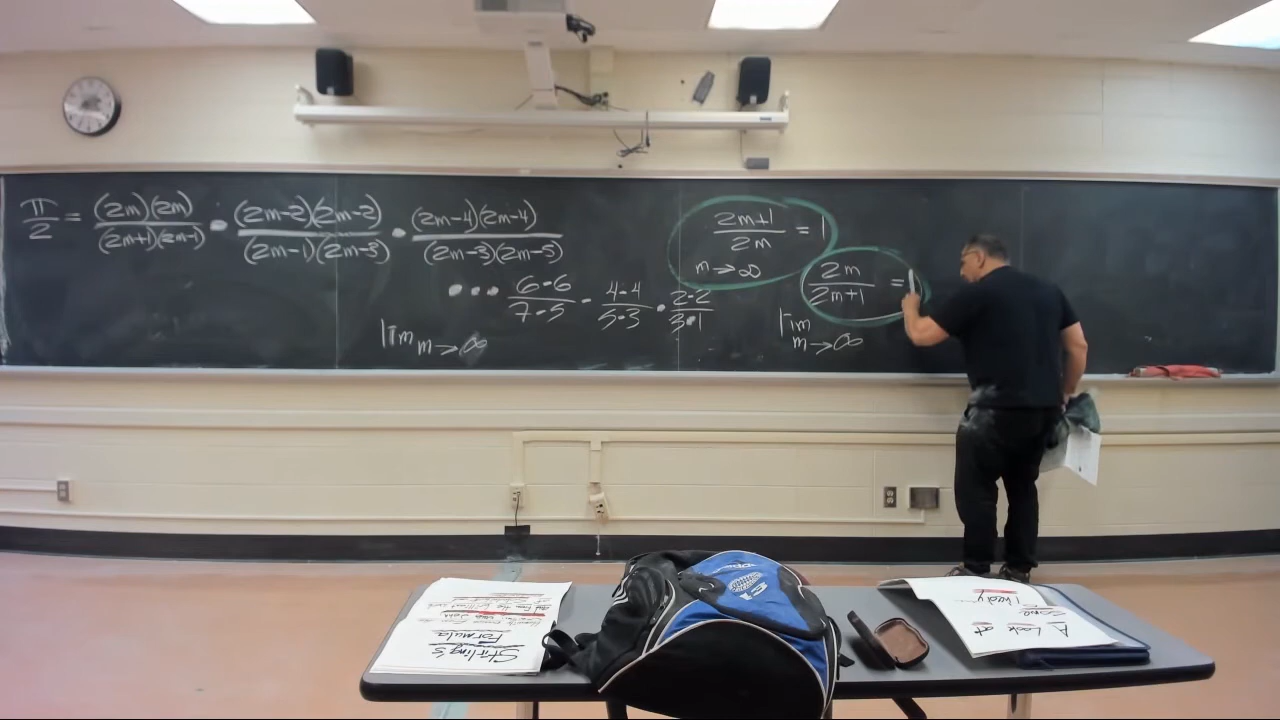 π/2 = (2m)(2m)/(2m+1)(2m-1) • (2m-2)(2m-2)/(2m-1)(2m-3) • (2m-4)(2m-4)/(2m-3)(2m-5)
••• 6-6/7-5 - 4-4/5-3 • 2-2/3•1
lim m→∞
2m+1/2m = 1
m→∞
2m/2m+1 =
lim
m→∞
Stirling's
Formula
A Look at
Some